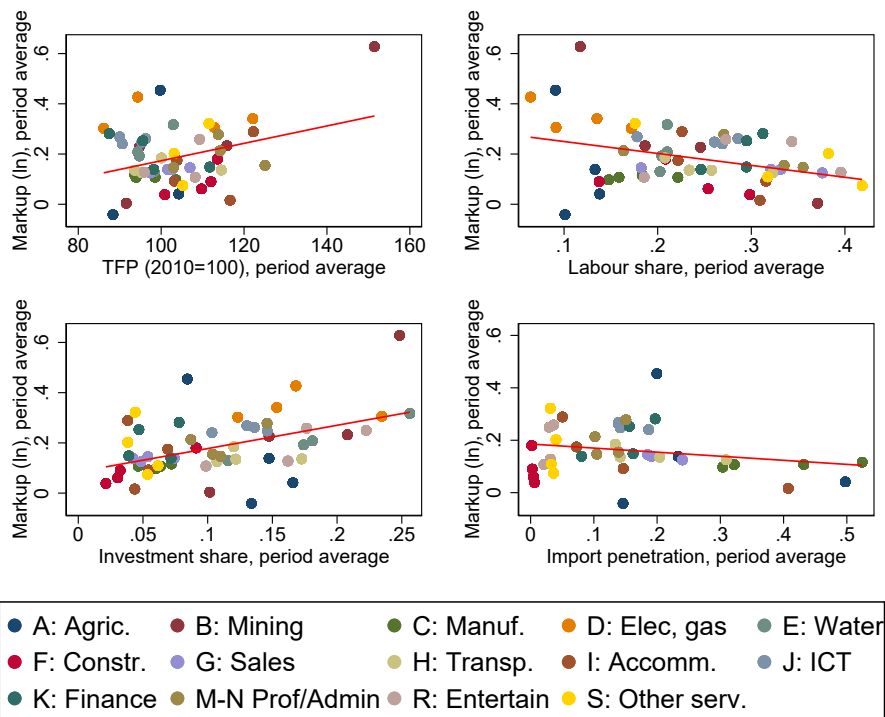 Markup (ln), period average
.6
.4
.2
0
80 100 120 140 160
TFP (2010=100), period average
Markup (ln), period average
.6
.4
.2
0
.1 .2 .3 .4
Labour share, period average
Markup (ln), period average
.6
.4
.2
0
0 .05 .1 .15 .2 .25
Investment share, period average
Markup (ln), period average
.6
.4
.2
0
0 .1 .2 .3 .4 .5
Import penetration, period average
A: Agric. B: Mining C: Manuf. D: Elec, gas E: Water
F: Constr. G: Sales H: Transp. I: Accomm. J: ICT
K: Finance M-N Prof/Admin R: Entertain S: Other serv.